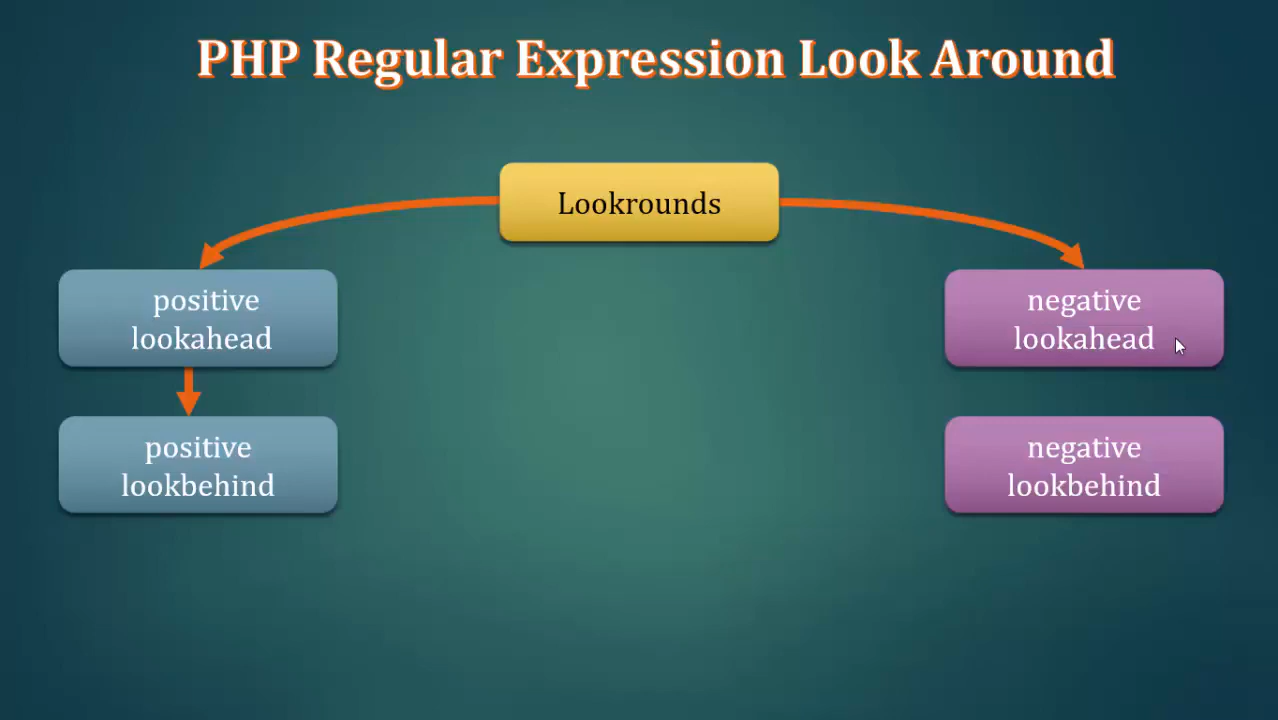 PHP Regular Expression Look Around
Lookrounds
positive
lookahead
negative
lookahead
positive
lookbehind
negative
lookbehind